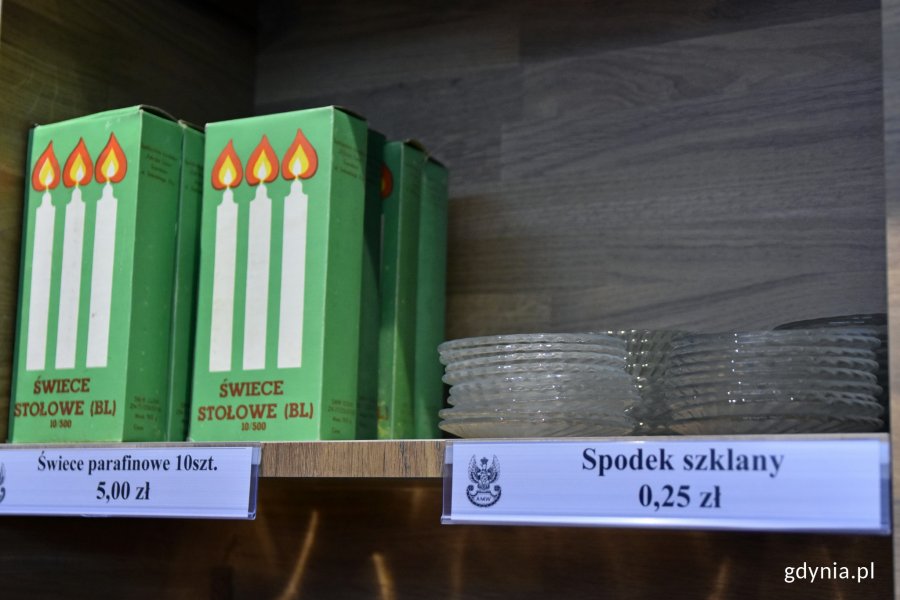 ŚWIECE
STOŁOWE (BL)
10/500
ŚWIECE
STOŁOWE (BL)
10/500
Świece parafinowe 10szt.
5,00 zł
AMW
Spodek szklany
0,25 zł
gdynia.pl